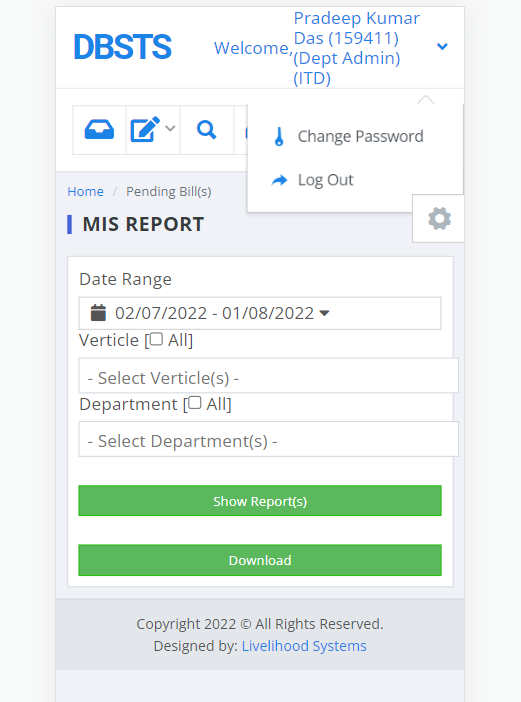 DBSTS
Welcome,
Pradeep Kumar
Das (159411)
(Dept Admin)
(ITD)
Change Password
Log Out
Home / Pending Bill(s)
MIS REPORT
Date Range
02/07/2022 - 01/08/2022
Verticle [ All]
- Select Verticle(s) -
Department [ All]
- Select Department(s) -
Show Report(s)
Download
Copyright 2022 © All Rights Reserved.
Designed by: Livelihood Systems